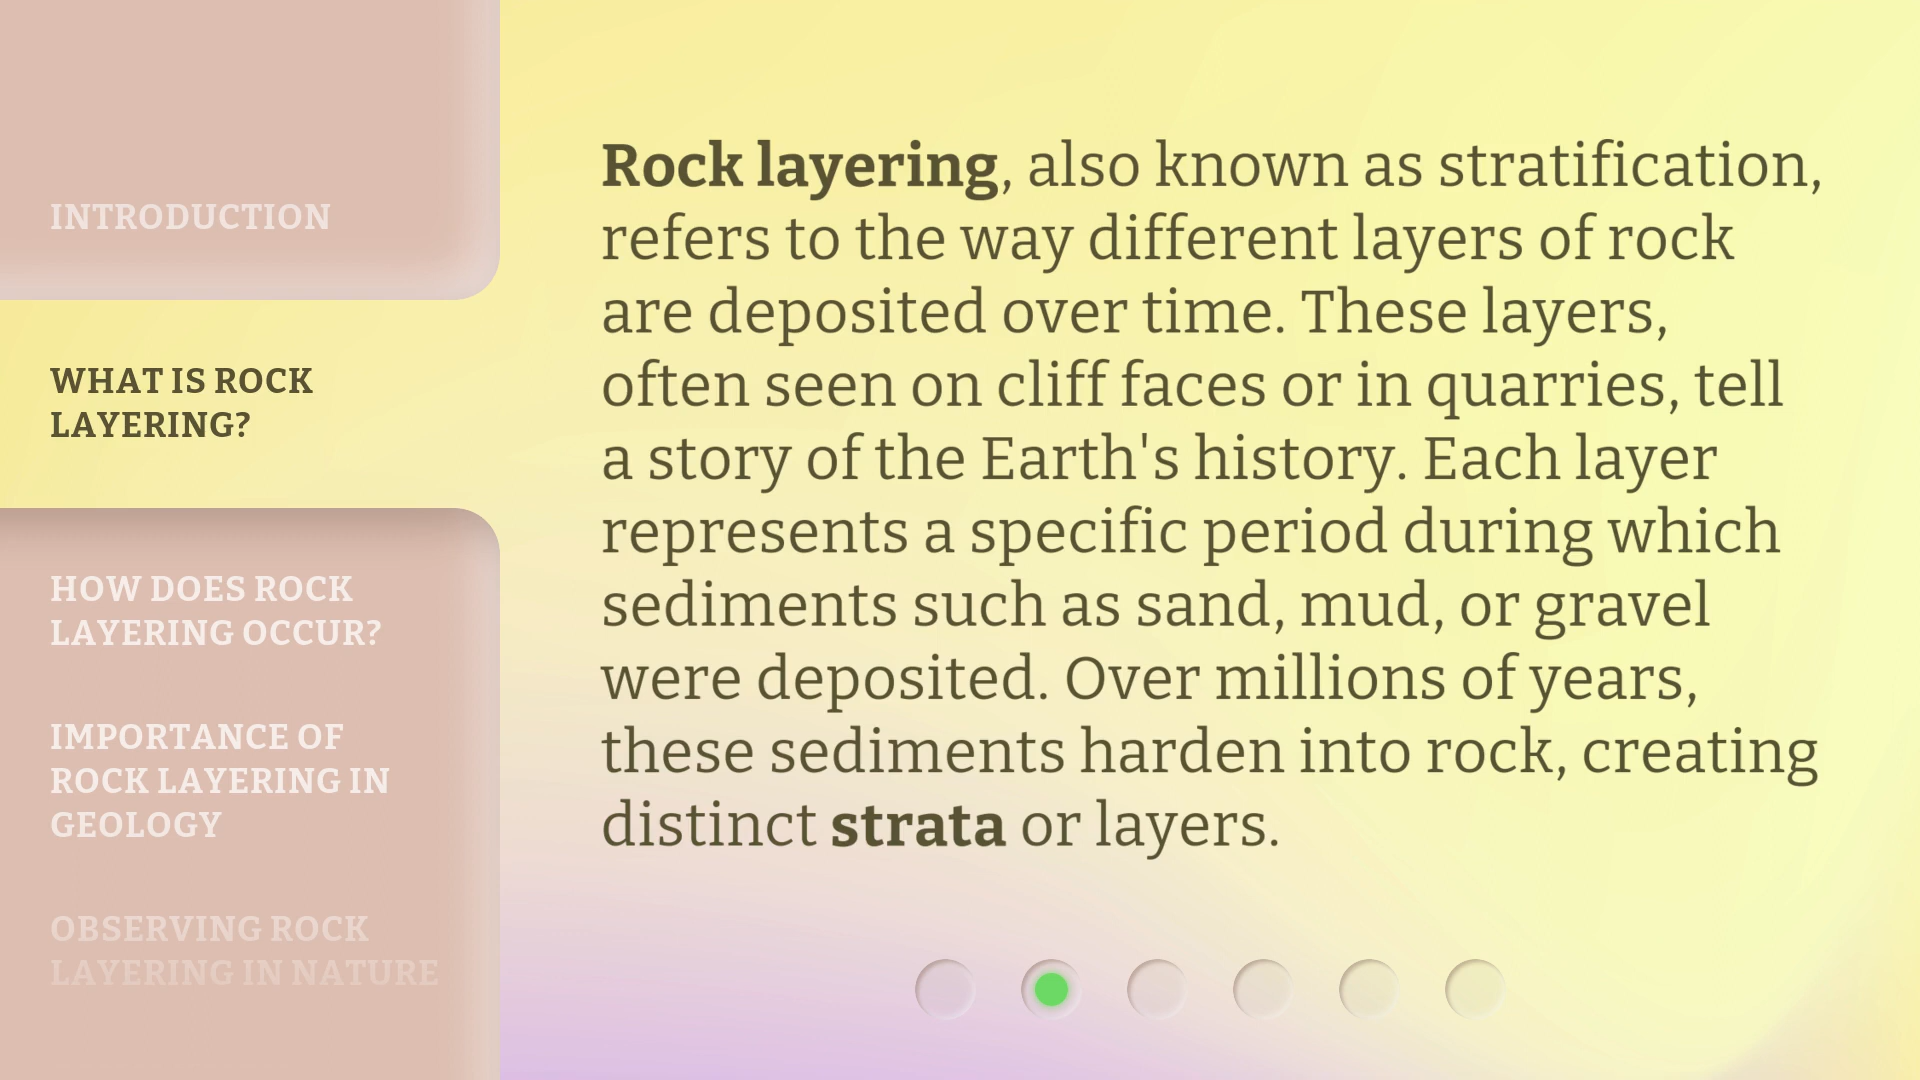 INTRODUCTION
WHAT IS ROCK
LAYERING?
HOW DOES ROCK
LAYERING OCCUR?
IMPORTANCE OF
ROCK LAYERING IN
GEOLOGY
OBSERVING ROCK
LAYERING IN NATURE
Rock layering, also known as stratification,
refers to the way different layers of rock
are deposited over time. These layers,
often seen on cliff faces or in quarries, tell
a story of the Earth's history. Each layer
represents a specific period during which
sediments such as sand, mud, or gravel
were deposited. Over millions of years,
these sediments harden into rock, creating
distinct strata or layers.